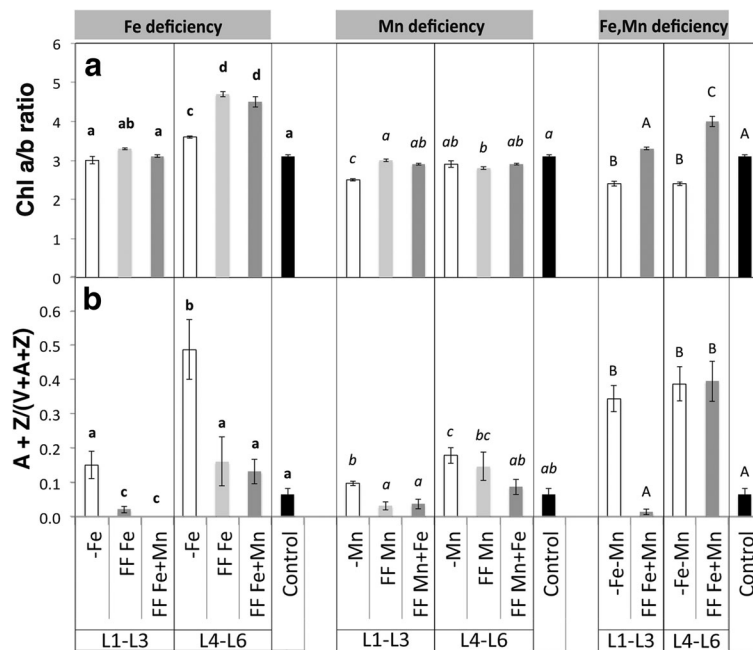 Fe deficiency
Mn deficiency
Fe,Mn deficiency
a
Chl a/b ratio
6
5
4
3
2
1
0
a
ab
a
c
d
d
a
c
a
ab
ab
b
ab
a
B
A
B
C
A
b
A + Z/(V+A+Z)
0.6
0.5
0.4
0.3
0.2
0.1
0.0
a
c
c
b
a
a
a
b
a
a
c
bc
ab
ab
B
A
B
B
A
-Fe
FF Fe
FF Fe+Mn
-Fe
FF Fe
FF Fe+Mn
Control
-Mn
FF Mn
FF Mn+Fe
-Mn
FF Mn
FF Mn+Fe
Control
-Fe-Mn
FF Fe+Mn
-Fe-Mn
FF Fe+Mn
Control
L1-L3
L4-L6
L1-L3
L4-L6
L1-L3
L4-L6